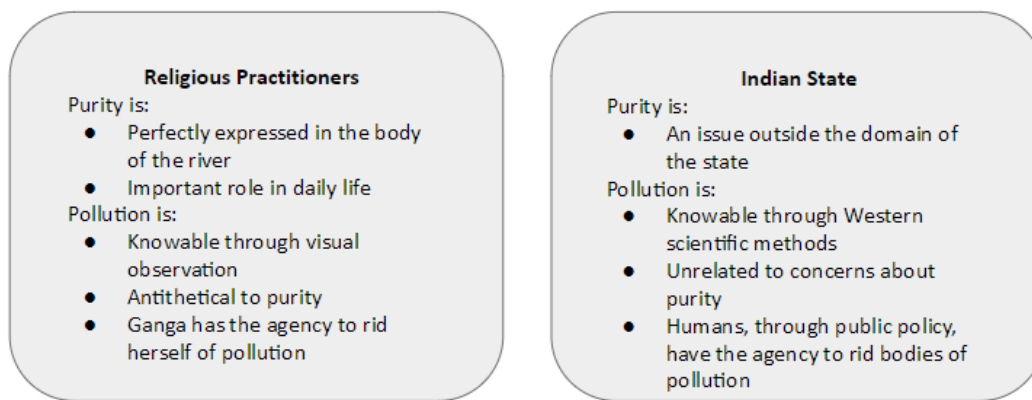 Religious Practitioners
Purity is:
● Perfectly expressed in the body
of the river
● Important role in daily life
Pollution is:
● Knowable through visual
observation
● Antithetical to purity
● Ganga has the agency to rid
herself of pollution
Indian State
Purity is:
● An issue outside the domain of
the state
Pollution is:
● Knowable through Western
scientific methods
● Unrelated to concerns about
purity
● Humans, through public policy,
have the agency to rid bodies of
pollution